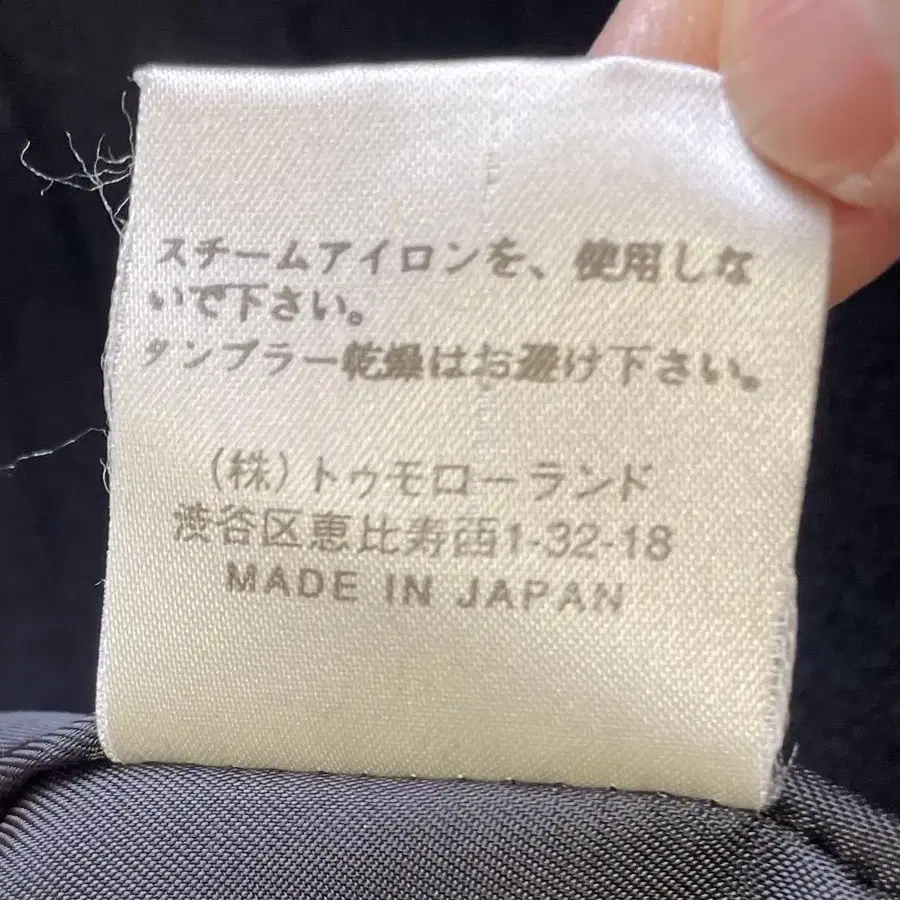 スチームアイロンを、使用しな
いで下さい。
タンブラー乾燥はお避け下さい。
(株)トゥモローランド
渋谷区恵比寿西1-32-18
MADE IN JAPAN